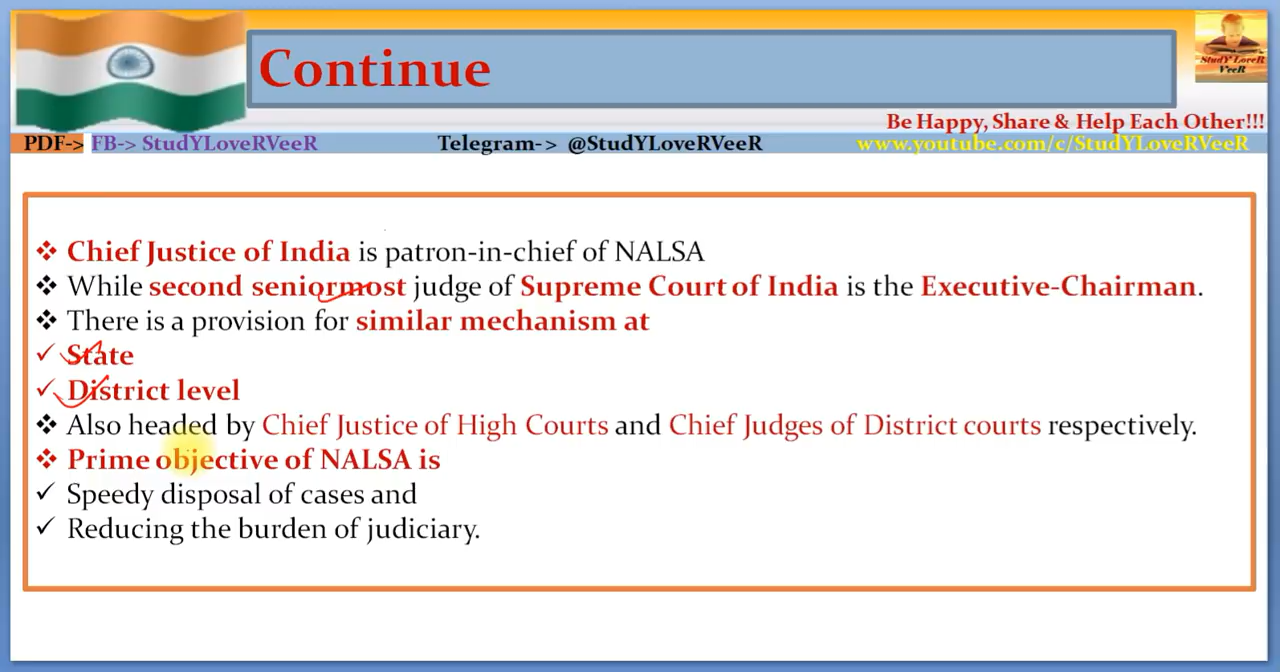 Continue
StudY LoveR
VeeR
Be Happy, Share & Help Each Other!!!
PDF-> FB-> StudYLoveRVeeR Telegram-> @StudYLoveRVeeR www.youtube.com/c/StudYLoveRVeeR
❖ Chief Justice of India is patron-in-chief of NALSA
❖ While second seniormost judge of Supreme Court of India is the Executive-Chairman.
❖ There is a provision for similar mechanism at
✓ State
✓ District level
❖ Also headed by Chief Justice of High Courts and Chief Judges of District courts respectively.
❖ Prime objective of NALSA is
✓ Speedy disposal of cases and
✓ Reducing the burden of judiciary.